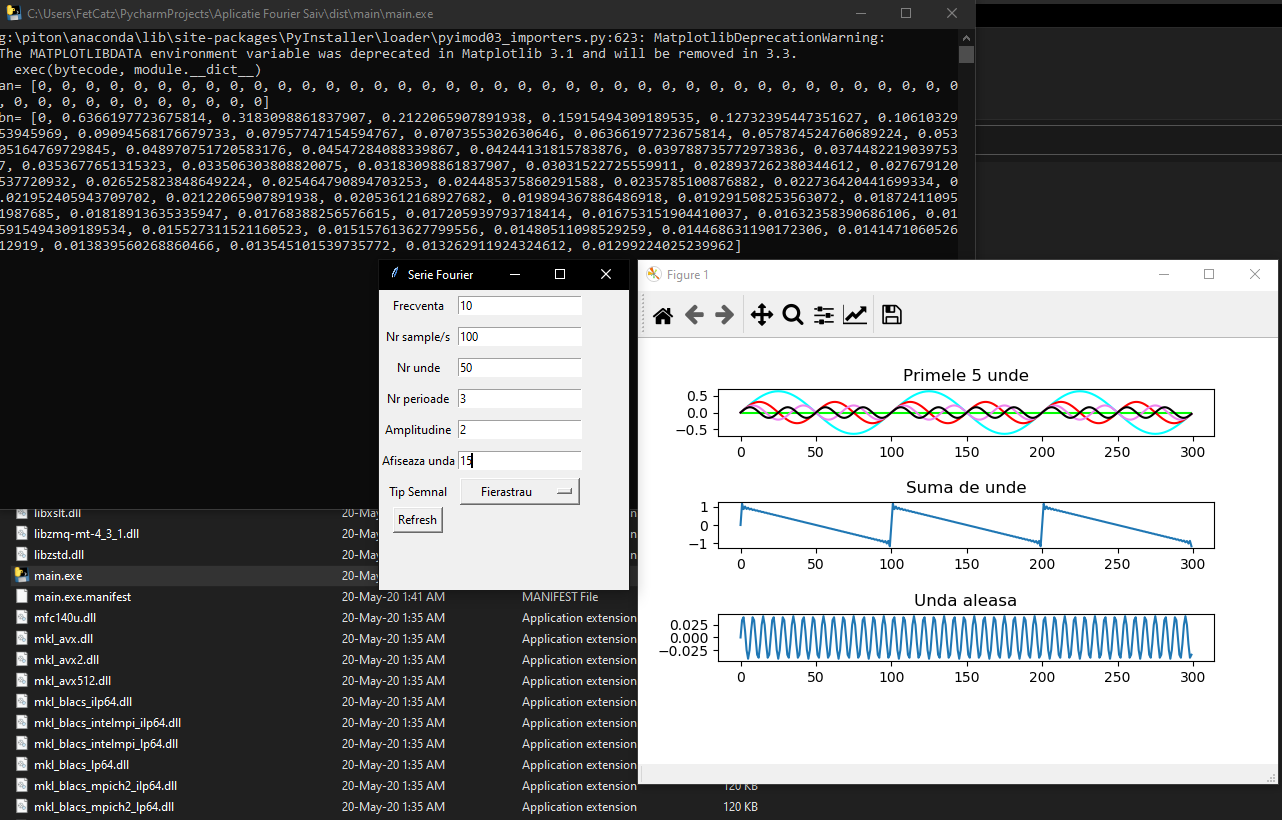 C:\Users\FetCatz\PycharmProjects\Aplicatie Fourier Saiv\dist\main\main.exe
g:\piton\anaconda\lib\site-packages\PyInstaller\loader\pyimod03_importers.py:623: MatplotlibDeprecationWarning:
The MATPLOTLIBDATA environment variable was deprecated in Matplotlib 3.1 and will be removed in 3.3.
exec(bytecode, module.__dict__)
an= [0, 0, 0, 0, 0, 0, 0, 0, 0, 0, 0, 0, 0, 0, 0, 0, 0, 0, 0, 0, 0, 0, 0, 0, 0, 0, 0, 0, 0, 0, 0, 0, 0, 0, 0, 0, 0, 0, 0
, 0, 0, 0, 0, 0, 0, 0, 0, 0, 0, 0]
bn= [0, 0.6366197723675814, 0.3183098861837907, 0.2122065907891938, 0.15915494309189535, 0.12732395447351627, 0.10610329
53945969, 0.09094568176679733, 0.07957747154594767, 0.0707355302630646, 0.06366197723675814, 0.057874524760689224, 0.053
05164769729845, 0.048970751720583176, 0.04547284088339867, 0.04244131815783876, 0.039788735772973836, 0.0374482219039753
7, 0.0353677651315323, 0.033506303808820075, 0.03183098861837907, 0.03031522725559911, 0.028937262380344612, 0.027679120
537720932, 0.026525823848649224, 0.025464790894703253, 0.024485375860291588, 0.0235785100876882, 0.022736420441699334, 0
.021952405943709702, 0.02122065907891938, 0.02053612168927682, 0.019894367886486918, 0.019291508253563072, 0.01872411095
1987685, 0.01818913635335947, 0.01768388256576615, 0.017205939793718414, 0.016753151904410037, 0.01632358390686106, 0.01
5915494309189534, 0.015527311521160523, 0.015157613627799556, 0.01480511098529259, 0.014468631190172306, 0.0141471060526
12919, 0.013839560268860466, 0.013545101539735772, 0.013262911924324612, 0.01299224025239962]
Serie Fourier
Frecventa 10
Nr sample/s 100
Nr unde 50
Nr perioade 3
Amplitudine 2
Afiseaza unda 15
Tip Semnal Fierastrau
Refresh
Figure 1
Primele 5 unde
0.5
0.0
−0.5
0 50 100 150 200 250 300
Suma de unde
1
0
−1
0 50 100 150 200 250 300
Unda aleasa
0.025
0.000
−0.025
0 50 100 150 200 250 300
libxslt.dll 20-May
libzmq-mt-4_3_1.dll 20-May
libzstd.dll 20-May
main.exe 20-May
main.exe.manifest 20-May-20 1:41 AM MANIFEST File
mfc140u.dll 20-May-20 1:35 AM Application extension
mkl_avx.dll 20-May-20 1:35 AM Application extension
mkl_avx2.dll 20-May-20 1:35 AM Application extension
mkl_avx512.dll 20-May-20 1:35 AM Application extension
mkl_blacs_ilp64.dll 20-May-20 1:35 AM Application extension
mkl_blacs_intelmpi_ilp64.dll 20-May-20 1:35 AM Application extension
mkl_blacs_intelmpi_lp64.dll 20-May-20 1:35 AM Application extension
mkl_blacs_lp64.dll 20-May-20 1:35 AM Application extension
mkl_blacs_mpich2_ilp64.dll 20-May-20 1:35 AM Application extension 120 KB
mkl_blacs_mpich2_lp64.dll 20-May-20 1:35 AM Application extension 120 KB